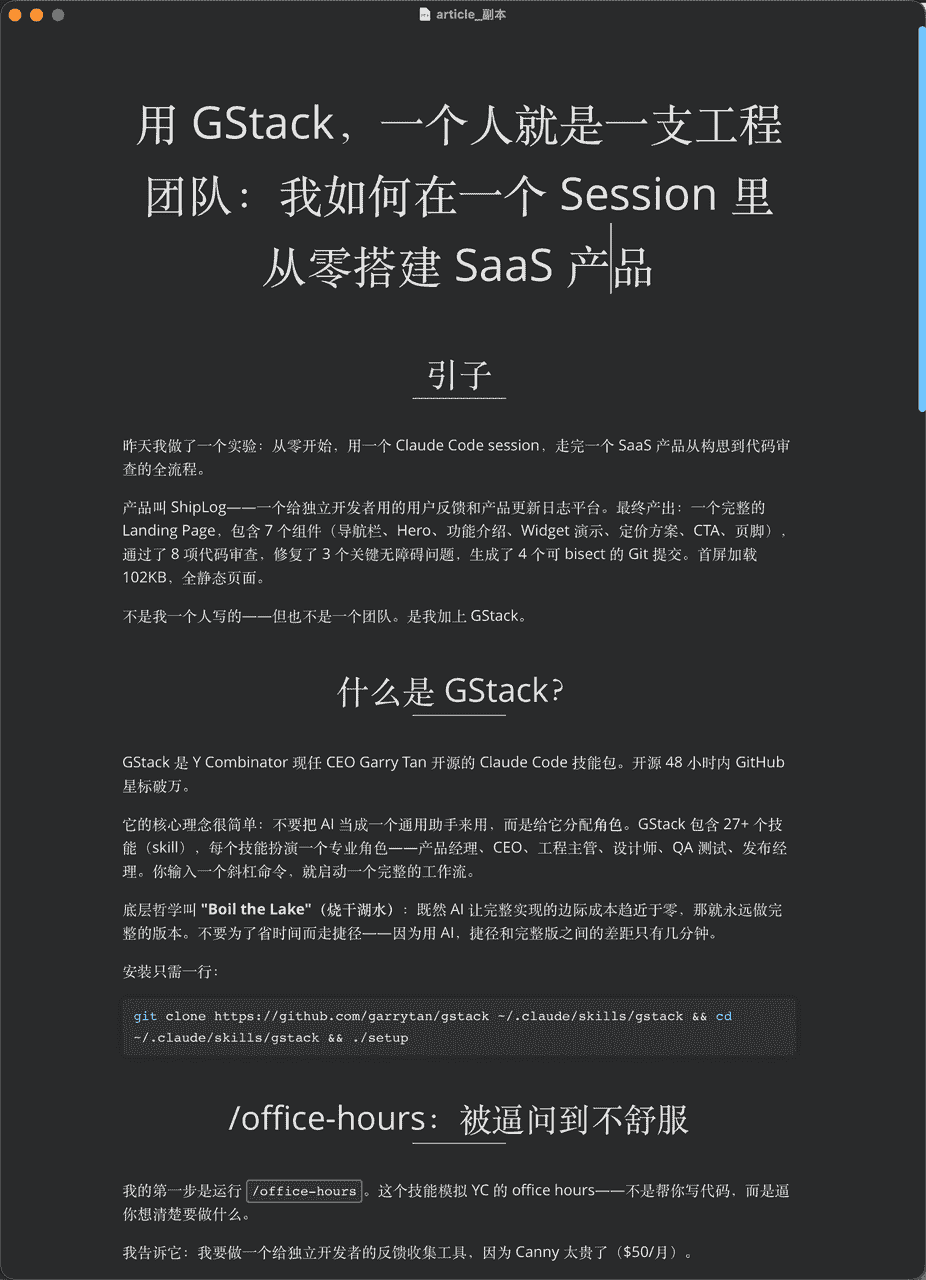 article_副本
用 GStack，一个人就是一支工程
团队：我如何在一个 Session 里
从零搭建 SaaS 产品
引子
昨天我做了一个实验：从零开始，用一个 Claude Code session，走完一个 SaaS 产品从构思到代码审
查的全流程。
产品叫 ShipLog——一个给独立开发者用的用户反馈和产品更新日志平台。最终产出：一个完整的
Landing Page，包含 7 个组件（导航栏、Hero、功能介绍、Widget 演示、定价方案、CTA、页脚），
通过了 8 项代码审查，修复了 3 个关键无障碍问题，生成了 4 个可 bisect 的 Git 提交。首屏加载
102KB，全静态页面。
不是我一个人写的——但也不是一个团队。是我加上 GStack。
什么是 GStack？
GStack 是 Y Combinator 现任 CEO Garry Tan 开源的 Claude Code 技能包。开源 48 小时内 GitHub
星标破万。
它的核心理念很简单：不要把 AI 当成一个通用助手来用，而是给它分配角色。GStack 包含 27+ 个技
能（skill），每个技能扮演一个专业角色——产品经理、CEO、工程主管、设计师、QA 测试、发布经
理。你输入一个斜杠命令，就启动一个完整的工作流。
底层哲学叫 "Boil the Lake"（烧干湖水）：既然 AI 让完整实现的边际成本趋近于零，那就永远做完
整的版本。不要为了省时间而走捷径——因为用 AI，捷径和完整版之间的差距只有几分钟。
安装只需一行：
git clone https://github.com/garrytan/gstack ~/.claude/skills/gstack && cd
~/.claude/skills/gstack && ./setup
/office-hours：被逼问到不舒服
我的第一步是运行 /office-hours 。这个技能模拟 YC 的 office hours——不是帮你写代码，而是逼
你想清楚要做什么。
我告诉它：我要做一个给独立开发者的反馈收集工具，因为 Canny 太贵了（$50/月）。